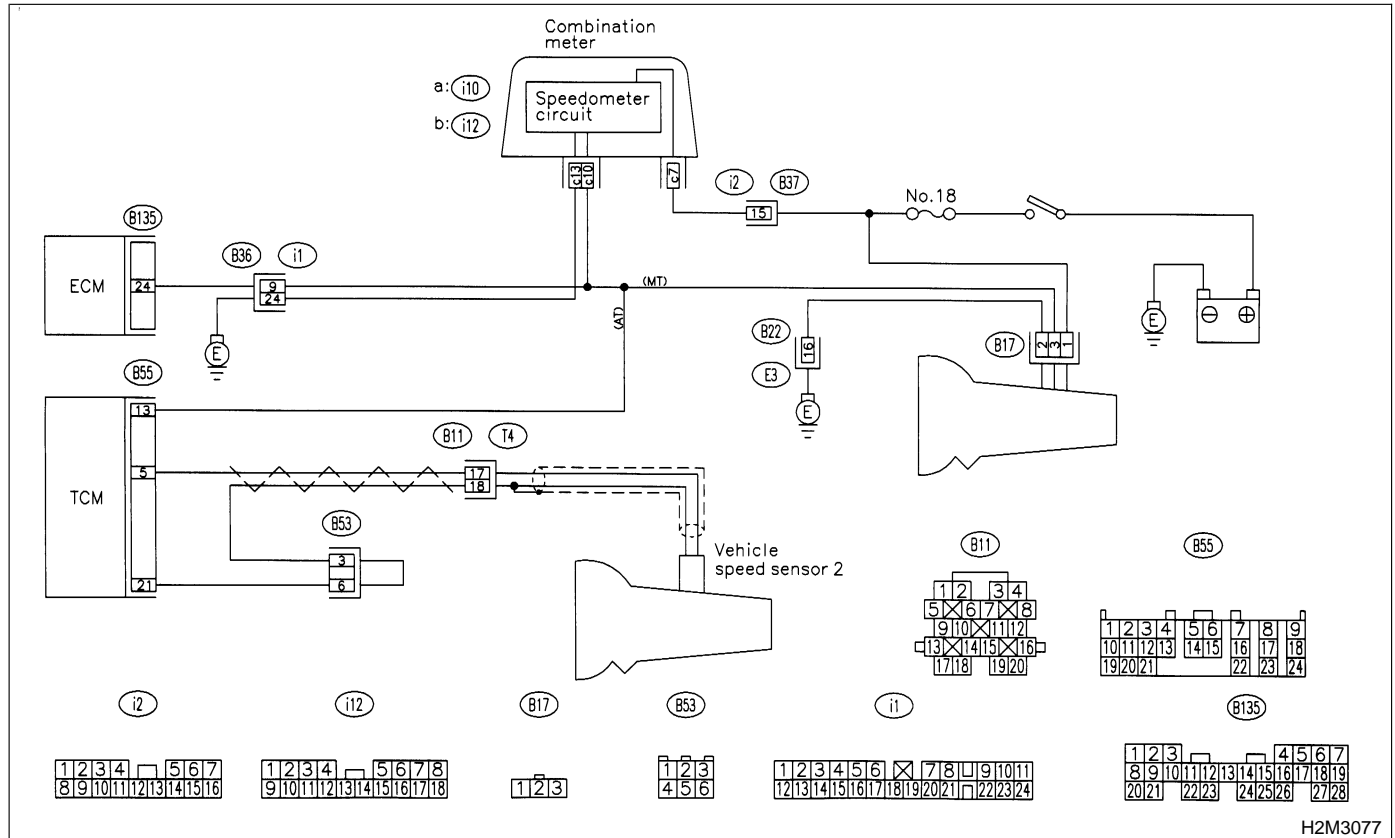 Combination
meter
a: i10
b: i12
Speedometer
circuit
c13
c10
c7
i2
B37
15
No.18
B135
ECM
24
B36
i1
9
24
(MT)
(AT)
E
B22
16
E3
E
B17
2
3
1
E
⊖ ⊕
B55
TCM
13
5
21
B11
T4
17
18
B53
3
6
Vehicle
speed sensor 2
B11
1 2 3 4
5 6 7 8
9 10 11 12
13 14 15 16
17 18 19 20
B55
1 2 3 4 5 6 7 8 9
10 11 12 13 14 15 16 17 18
19 20 21 22 23 24
i2
1 2 3 4 5 6 7
8 9 10 11 12 13 14 15 16
i12
1 2 3 4 5 6 7 8
9 10 11 12 13 14 15 16 17 18
B17
1 2 3
B53
1 2 3
4 5 6
i1
1 2 3 4 5 6 7 8 9 10 11
12 13 14 15 16 17 18 19 20 21 22 23 24
B135
1 2 3 4 5 6 7
8 9 10 11 12 13 14 15 16 17 18 19
20 21 22 23 24 25 26 27 28
H2M3077